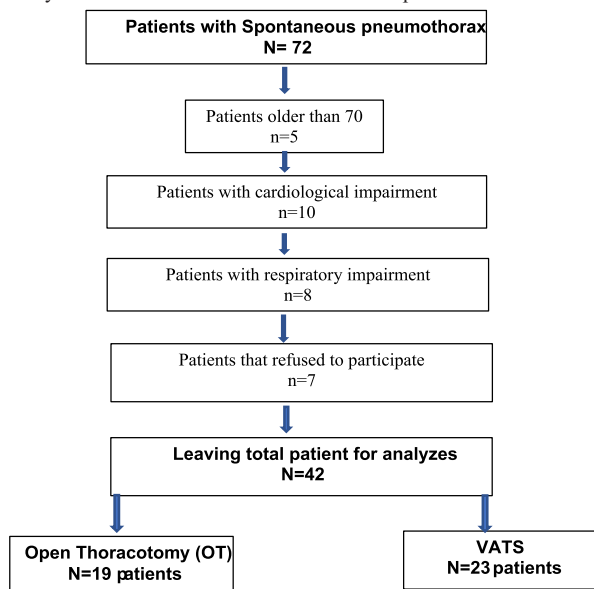 Patients with Spontaneous pneumothorax
N= 72
Patients older than 70
n=5
Patients with cardiological impairment
n=10
Patients with respiratory impairment
n=8
Patients that refused to participate
n=7
Leaving total patient for analyzes
N=42
Open Thoracotomy (OT)
N=19 patients
VATS
N=23 patients